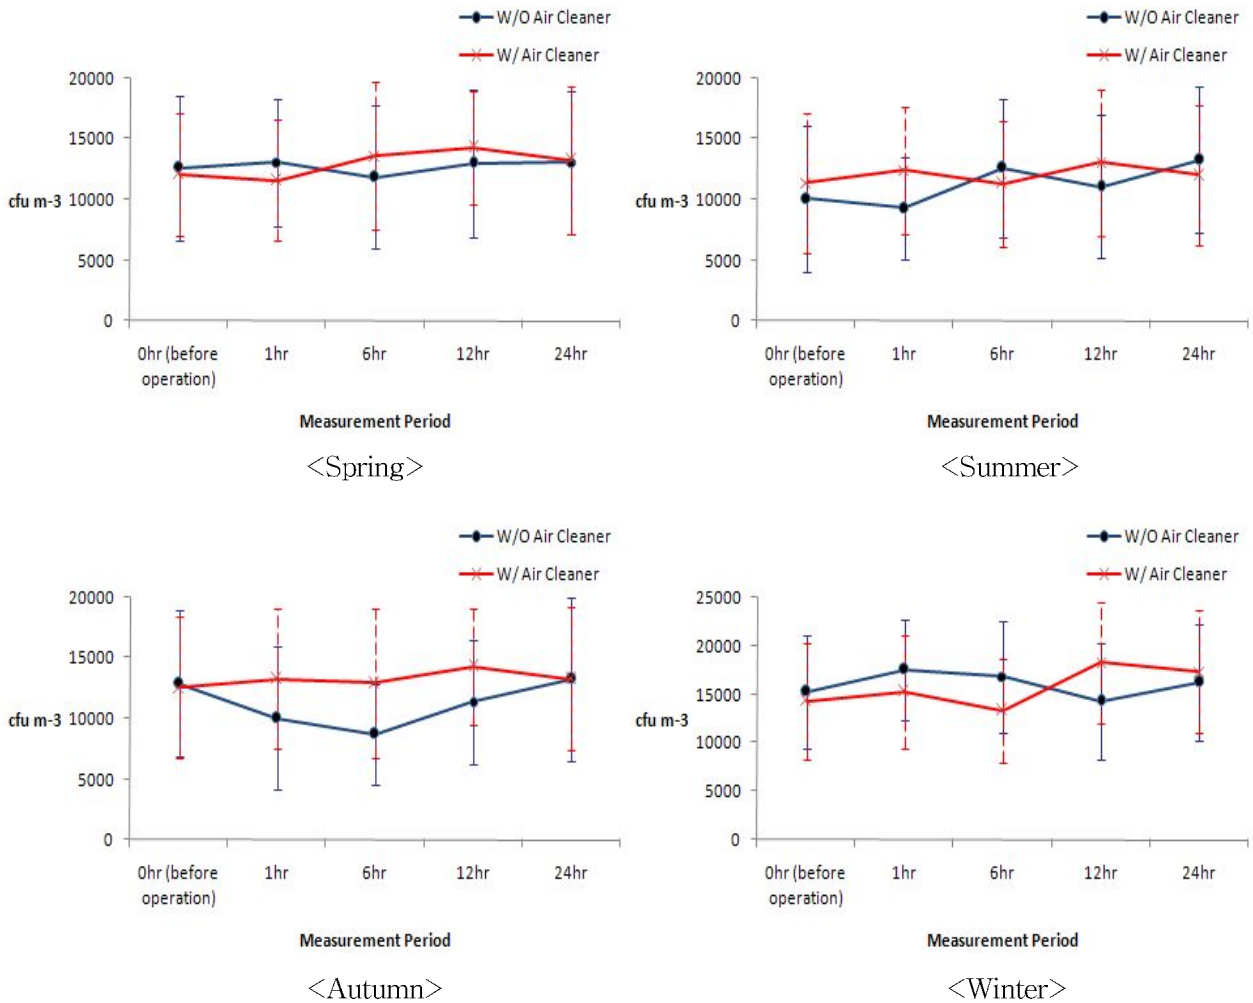 W/O Air Cleaner
W/ Air Cleaner
20000
15000
cfu m-3 10000
5000
0
0hr (before operation)
1hr
6hr
12hr
24hr
Measurement Period
<Spring>
W/O Air Cleaner
W/ Air Cleaner
20000
15000
cfu m-3 10000
5000
0
0hr (before operation)
1hr
6hr
12hr
24hr
Measurement Period
<Summer>
W/O Air Cleaner
W/ Air Cleaner
20000
15000
cfu m-3 10000
5000
0
0hr (before operation)
1hr
6hr
12hr
24hr
Measurement Period
<Autumn>
W/O Air Cleaner
W/ Air Cleaner
25000
20000
15000
cfu m-3
10000
5000
0
0hr (before operation)
1hr
6hr
12hr
24hr
Measurement Period
<Winter>